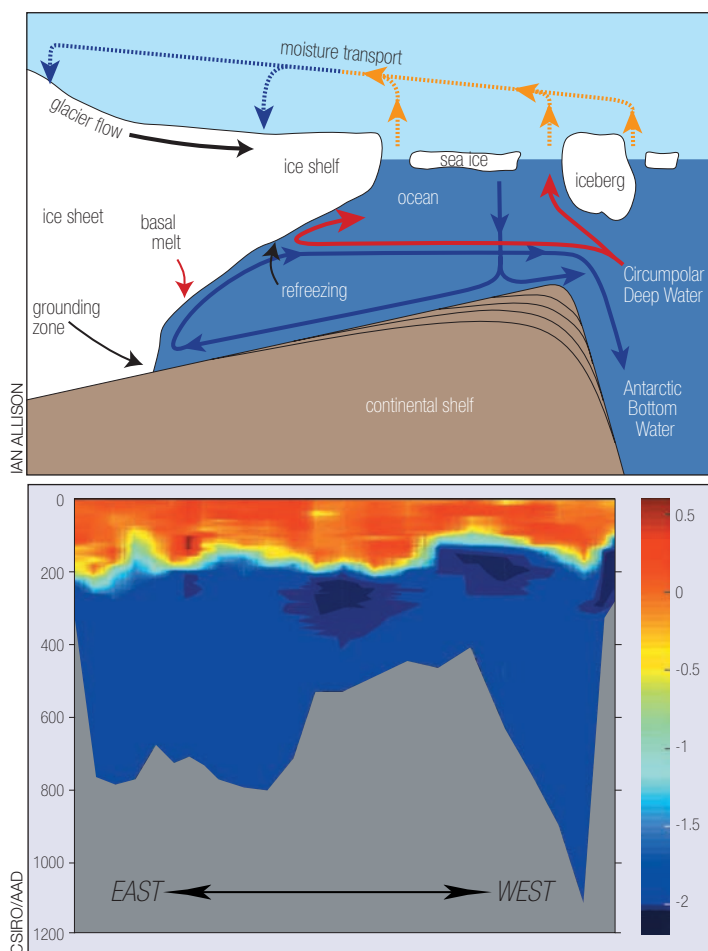 moisture transport
glacier flow
ice shelf
sea ice
iceberg
ocean
ice sheet
basal
melt
refreezing
grounding
zone
Circumpolar
Deep Water
continental shelf
Antarctic
Bottom
Water
IAN ALLISON
0
200
400
600
800
1000
1200
EAST
WEST
0.5
0
-0.5
-1
-1.5
-2
CSIRO/AAD